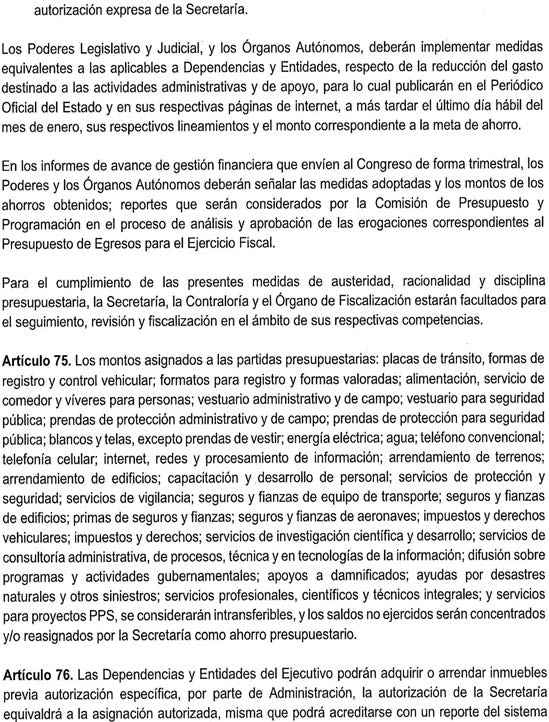 autorización expresa de la Secretaría.
Los Poderes Legislativo y Judicial, y los Órganos Autónomos, deberán implementar medidas
equivalentes a las aplicables a Dependencias y Entidades, respecto de la reducción del gasto
destinado a las actividades administrativas y de apoyo, para lo cual publicarán en el Periódico
Oficial del Estado y en sus respectivas páginas de internet, a más tardar el último día hábil del
mes de enero, sus respectivos lineamientos y el monto correspondiente a la meta de ahorro.
En los informes de avance de gestión financiera que envíen al Congreso de forma trimestral, los
Poderes y los Órganos Autónomos deberán señalar las medidas adoptadas y los montos de los
ahorros obtenidos; reportes que serán considerados por la Comisión de Presupuesto y
Programación en el proceso de análisis y aprobación de las erogaciones correspondientes al
Presupuesto de Egresos para el Ejercicio Fiscal.
Para el cumplimiento de las presentes medidas de austeridad, racionalidad y disciplina
presupuestaria, la Secretaría, la Contraloría y el Órgano de Fiscalización estarán facultados para
el seguimiento, revisión y fiscalización en el ámbito de sus respectivas competencias.
Artículo 75. Los montos asignados a las partidas presupuestarias: placas de tránsito, formas de
registro y control vehicular; formatos para registro y formas valoradas; alimentación, servicio de
comedor y víveres para personas; vestuario administrativo y de campo; vestuario para seguridad
pública; prendas de protección administrativo y de campo; prendas de protección para seguridad
pública; blancos y telas, excepto prendas de vestir; energía eléctrica; agua; teléfono convencional;
telefonía celular; internet, redes y procesamiento de información; arrendamiento de terrenos;
arrendamiento de edificios; capacitación y desarrollo de personal; servicios de protección y
seguridad; servicios de vigilancia; seguros y fianzas de equipo de transporte; seguros y fianzas
de edificios; primas de seguros y fianzas; seguros y fianzas de aeronaves; impuestos y derechos
vehiculares; impuestos y derechos; servicios de investigación científica y desarrollo; servicios de
consultoría administrativa, de procesos, técnica y en tecnologías de la información; difusión sobre
programas y actividades gubernamentales; apoyos a damnificados; ayudas por desastres
naturales y otros siniestros; servicios profesionales, científicos y técnicos integrales; y servicios
para proyectos PPS, se considerarán intransferibles, y los saldos no ejercidos serán concentrados
y/o reasignados por la Secretaría como ahorro presupuestario.
Artículo 76. Las Dependencias y Entidades del Ejecutivo podrán adquirir o arrendar inmuebles
previa autorización específica, por parte de Administración, la autorización de la Secretaría
equivaldrá a la asignación autorizada, misma que podrá acreditarse con un reporte del sistema